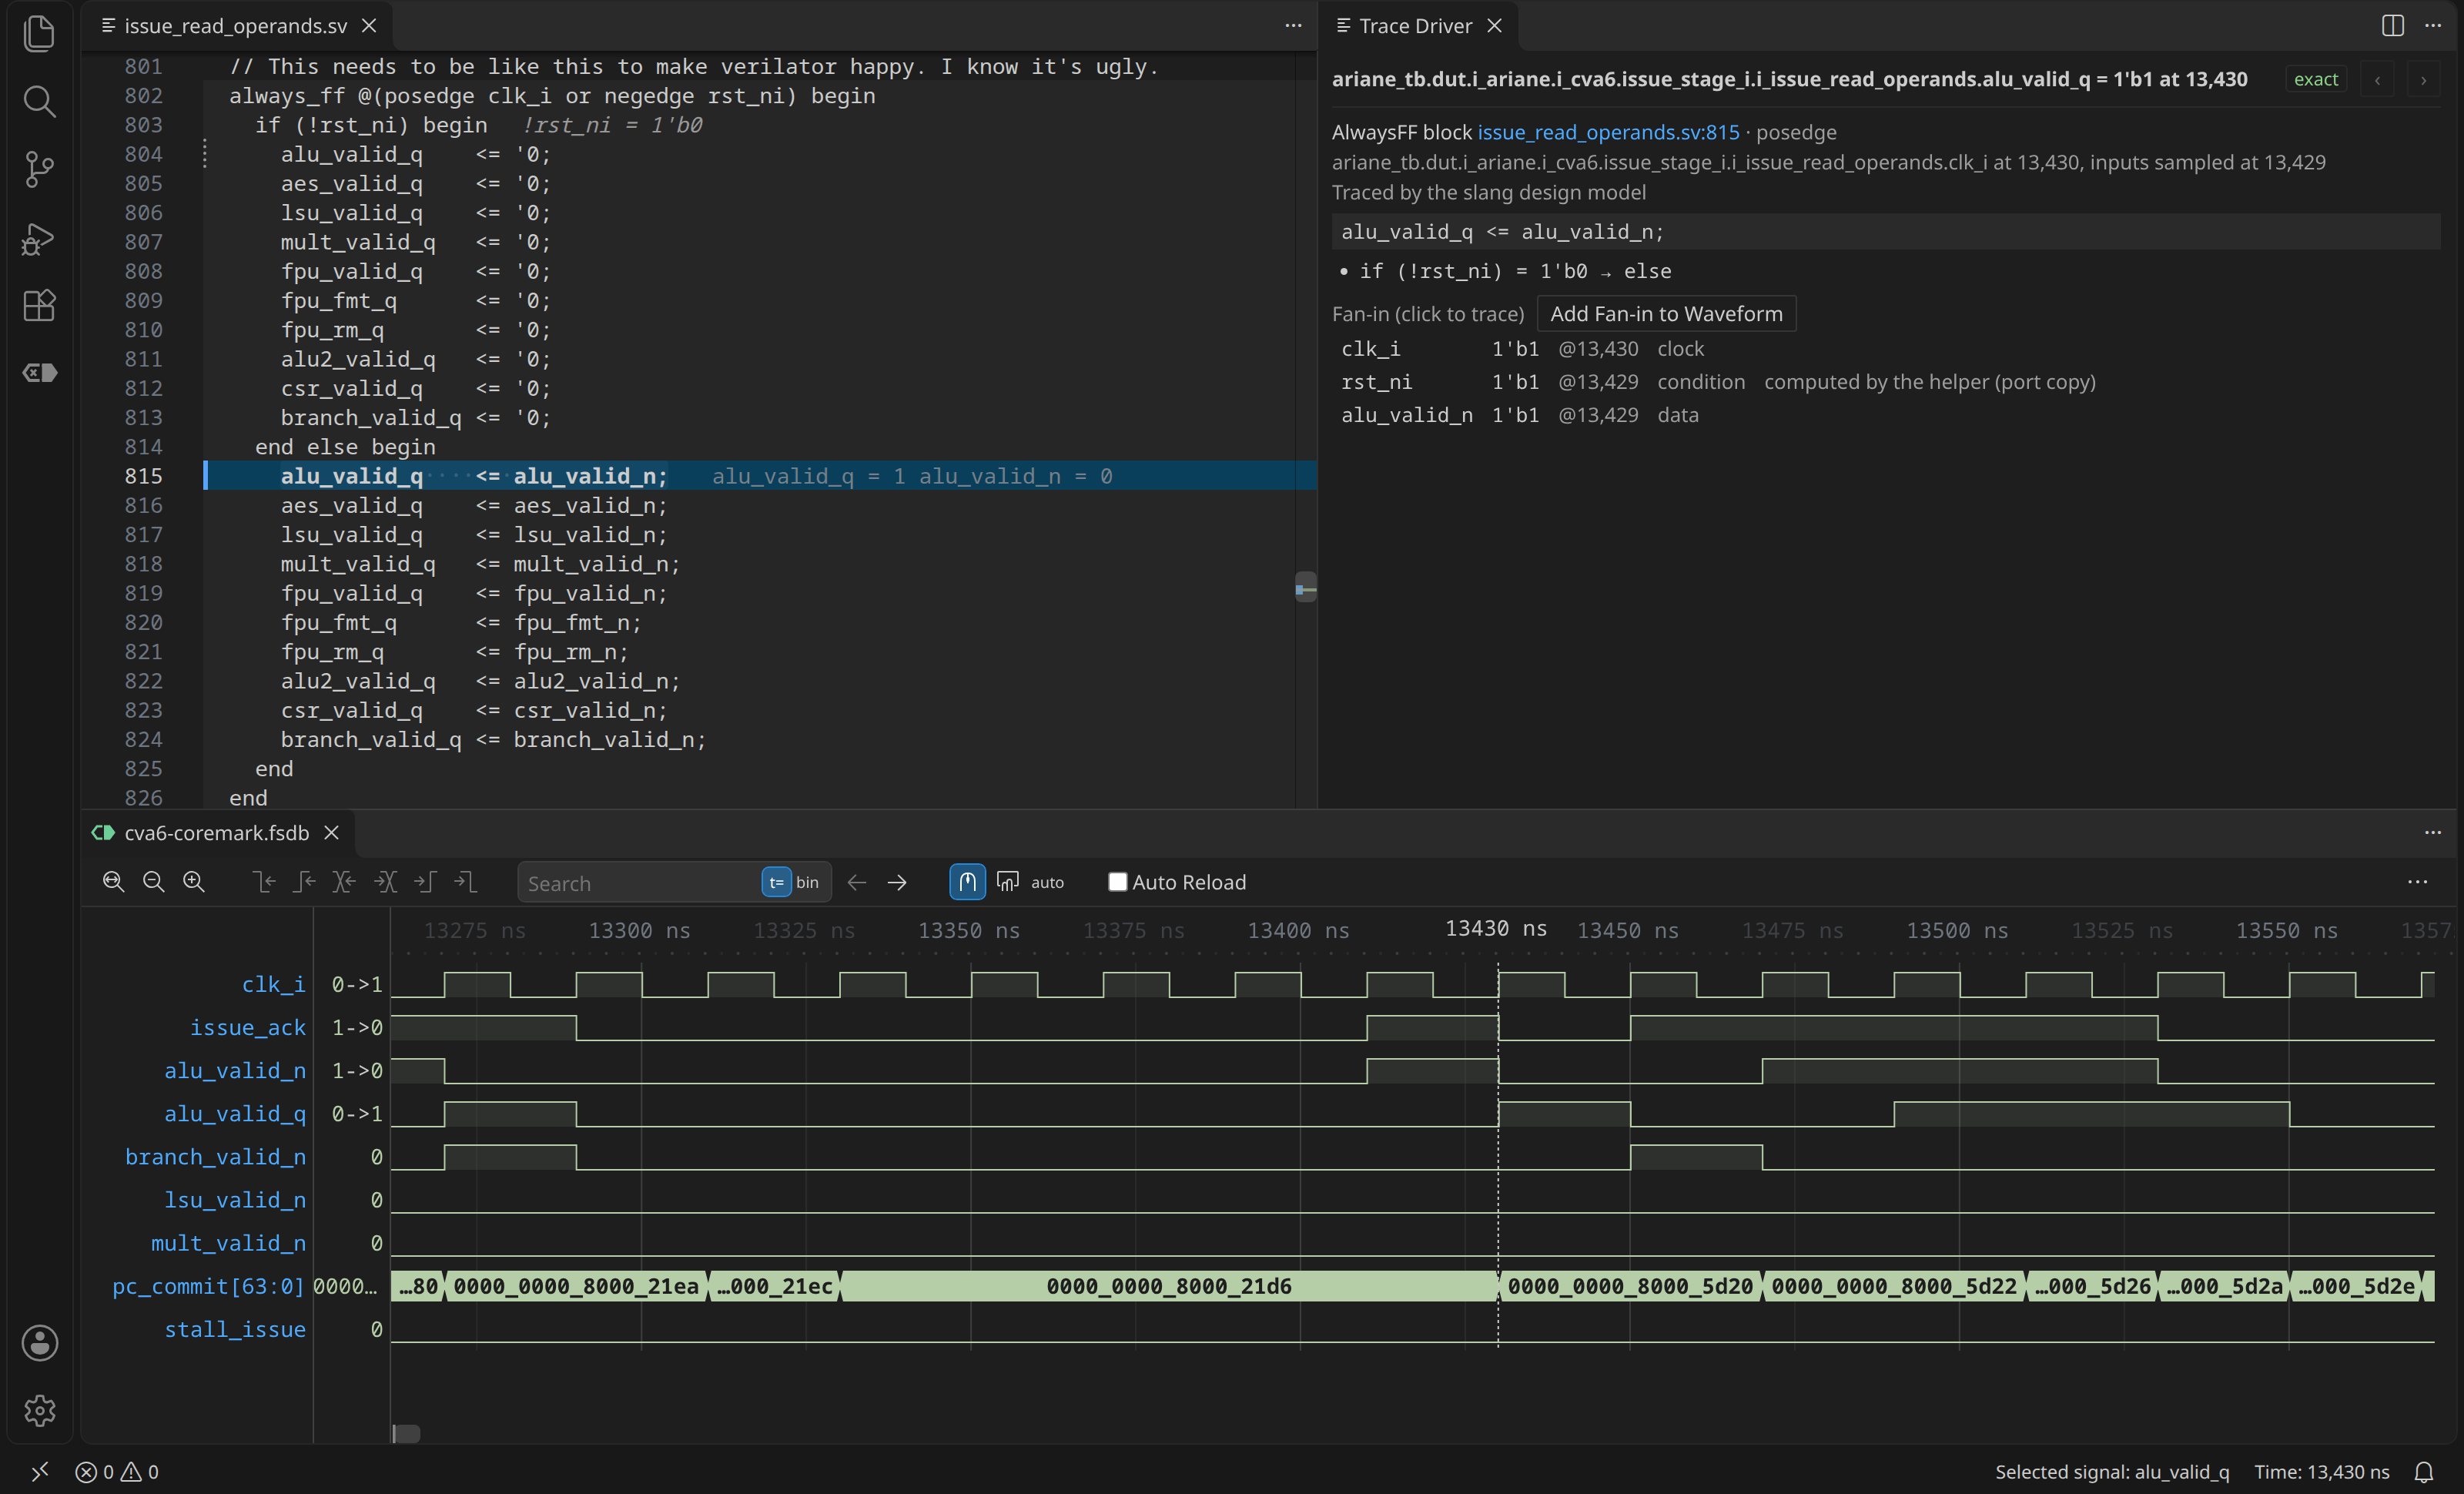 issue_read_operands.sv
801 // This needs to be like this to make verilator happy. I know it's ugly.
802 always_ff @(posedge clk_i or negedge rst_ni) begin
803 if (!rst_ni) begin !rst_ni = 1'b0
804 alu_valid_q <= '0;
805 aes_valid_q <= '0;
806 lsu_valid_q <= '0;
807 mult_valid_q <= '0;
808 fpu_valid_q <= '0;
809 fpu_fmt_q <= '0;
810 fpu_rm_q <= '0;
811 alu2_valid_q <= '0;
812 csr_valid_q <= '0;
813 branch_valid_q <= '0;
814 end else begin
815 alu_valid_q····<=·alu_valid_n; alu_valid_q = 1 alu_valid_n = 0
816 aes_valid_q <= aes_valid_n;
817 lsu_valid_q <= lsu_valid_n;
818 mult_valid_q <= mult_valid_n;
819 fpu_valid_q <= fpu_valid_n;
820 fpu_fmt_q <= fpu_fmt_n;
821 fpu_rm_q <= fpu_rm_n;
822 alu2_valid_q <= alu2_valid_n;
823 csr_valid_q <= csr_valid_n;
824 branch_valid_q <= branch_valid_n;
825 end
826 end
Trace Driver
ariane_tb.dut.i_ariane.i_cva6.issue_stage_i.i_issue_read_operands.alu_valid_q = 1'b1 at 13,430 exact ‹ ›
AlwaysFF block issue_read_operands.sv:815 · posedge
ariane_tb.dut.i_ariane.i_cva6.issue_stage_i.i_issue_read_operands.clk_i at 13,430, inputs sampled at 13,429
Traced by the slang design model
alu_valid_q <= alu_valid_n;
• if (!rst_ni) = 1'b0 → else
Fan-in (click to trace) Add Fan-in to Waveform
clk_i 1'b1 @13,430 clock
rst_ni 1'b1 @13,429 condition computed by the helper (port copy)
alu_valid_n 1'b1 @13,429 data
cva6-coremark.fsdb
Search t= bin auto Auto Reload
13275 ns 13300 ns 13325 ns 13350 ns 13375 ns 13400 ns 13430 ns 13450 ns 13475 ns 13500 ns 13525 ns 13550 ns 1357
clk_i 0->1
issue_ack 1->0
alu_valid_n 1->0
alu_valid_q 0->1
branch_valid_n 0
lsu_valid_n 0
mult_valid_n 0
pc_commit[63:0] 0000… …80 0000_0000_8000_21ea …000_21ec 0000_0000_8000_21d6 0000_0000_8000_5d20 0000_0000_8000_5d22 …000_5d26 …000_5d2a …000_5d2e
stall_issue 0
0 0 Selected signal: alu_valid_q Time: 13,430 ns